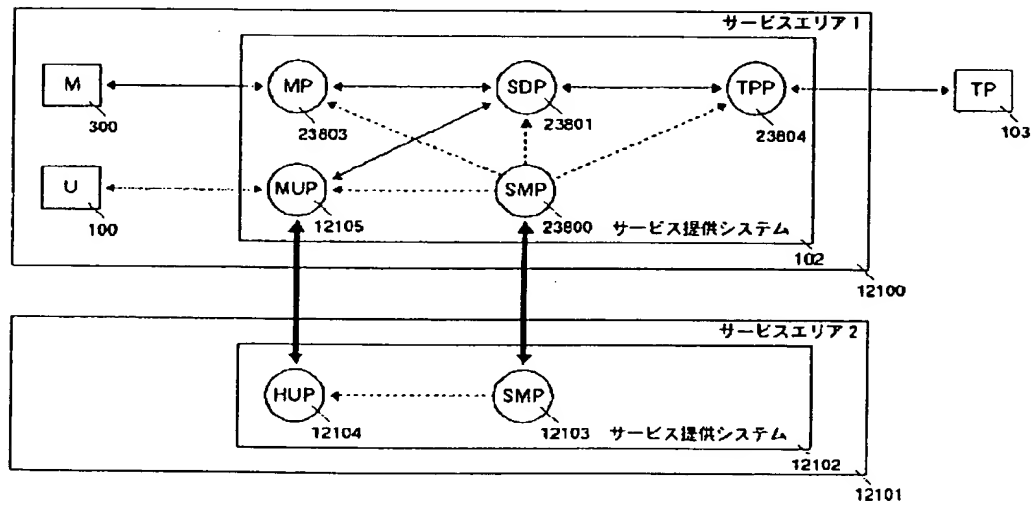 サービスエリア 1
M
300
MP
23803
SDP
23801
TPP
23804
TP
103
U
100
MUP
12105
SMP
23800
サービス提供システム
102
12100
サービスエリア 2
HUP
12104
SMP
12103
サービス提供システム
12102
12101